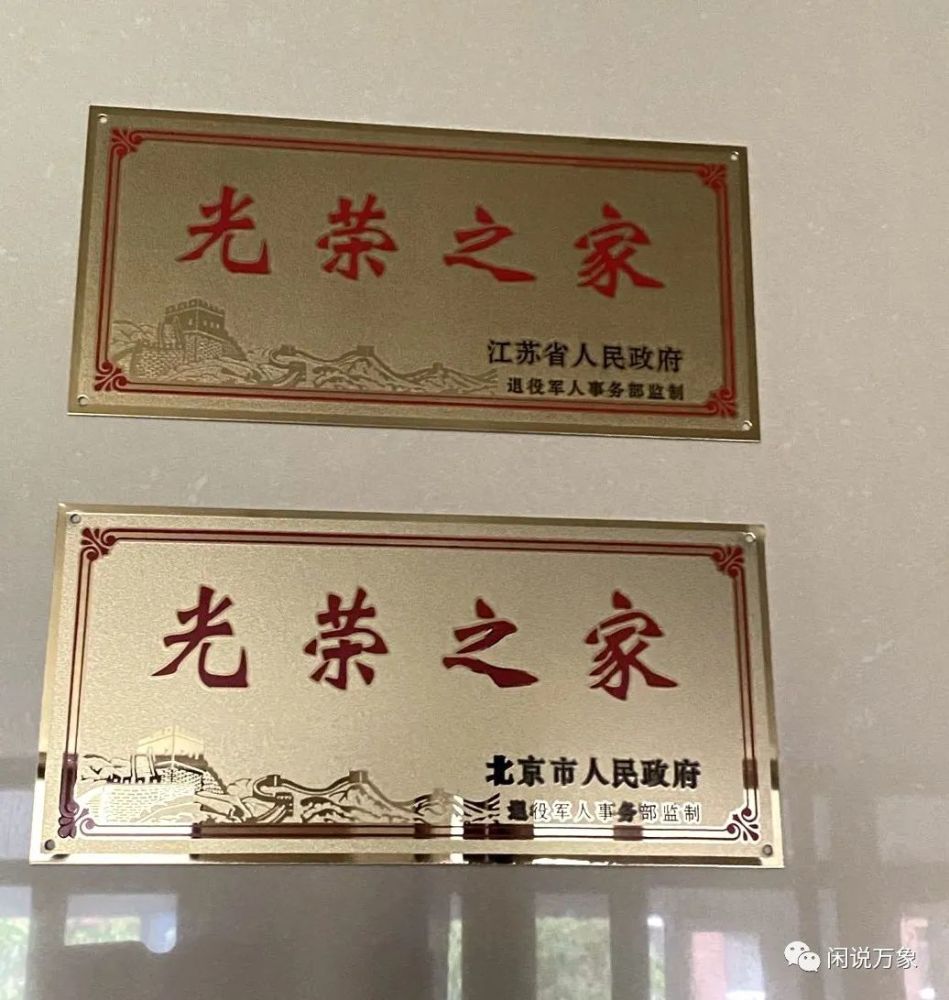 光荣之家
江苏省人民政府
退役军人事务部监制
光荣之家
北京市人民政府
退役军人事务部监制
闲说万象